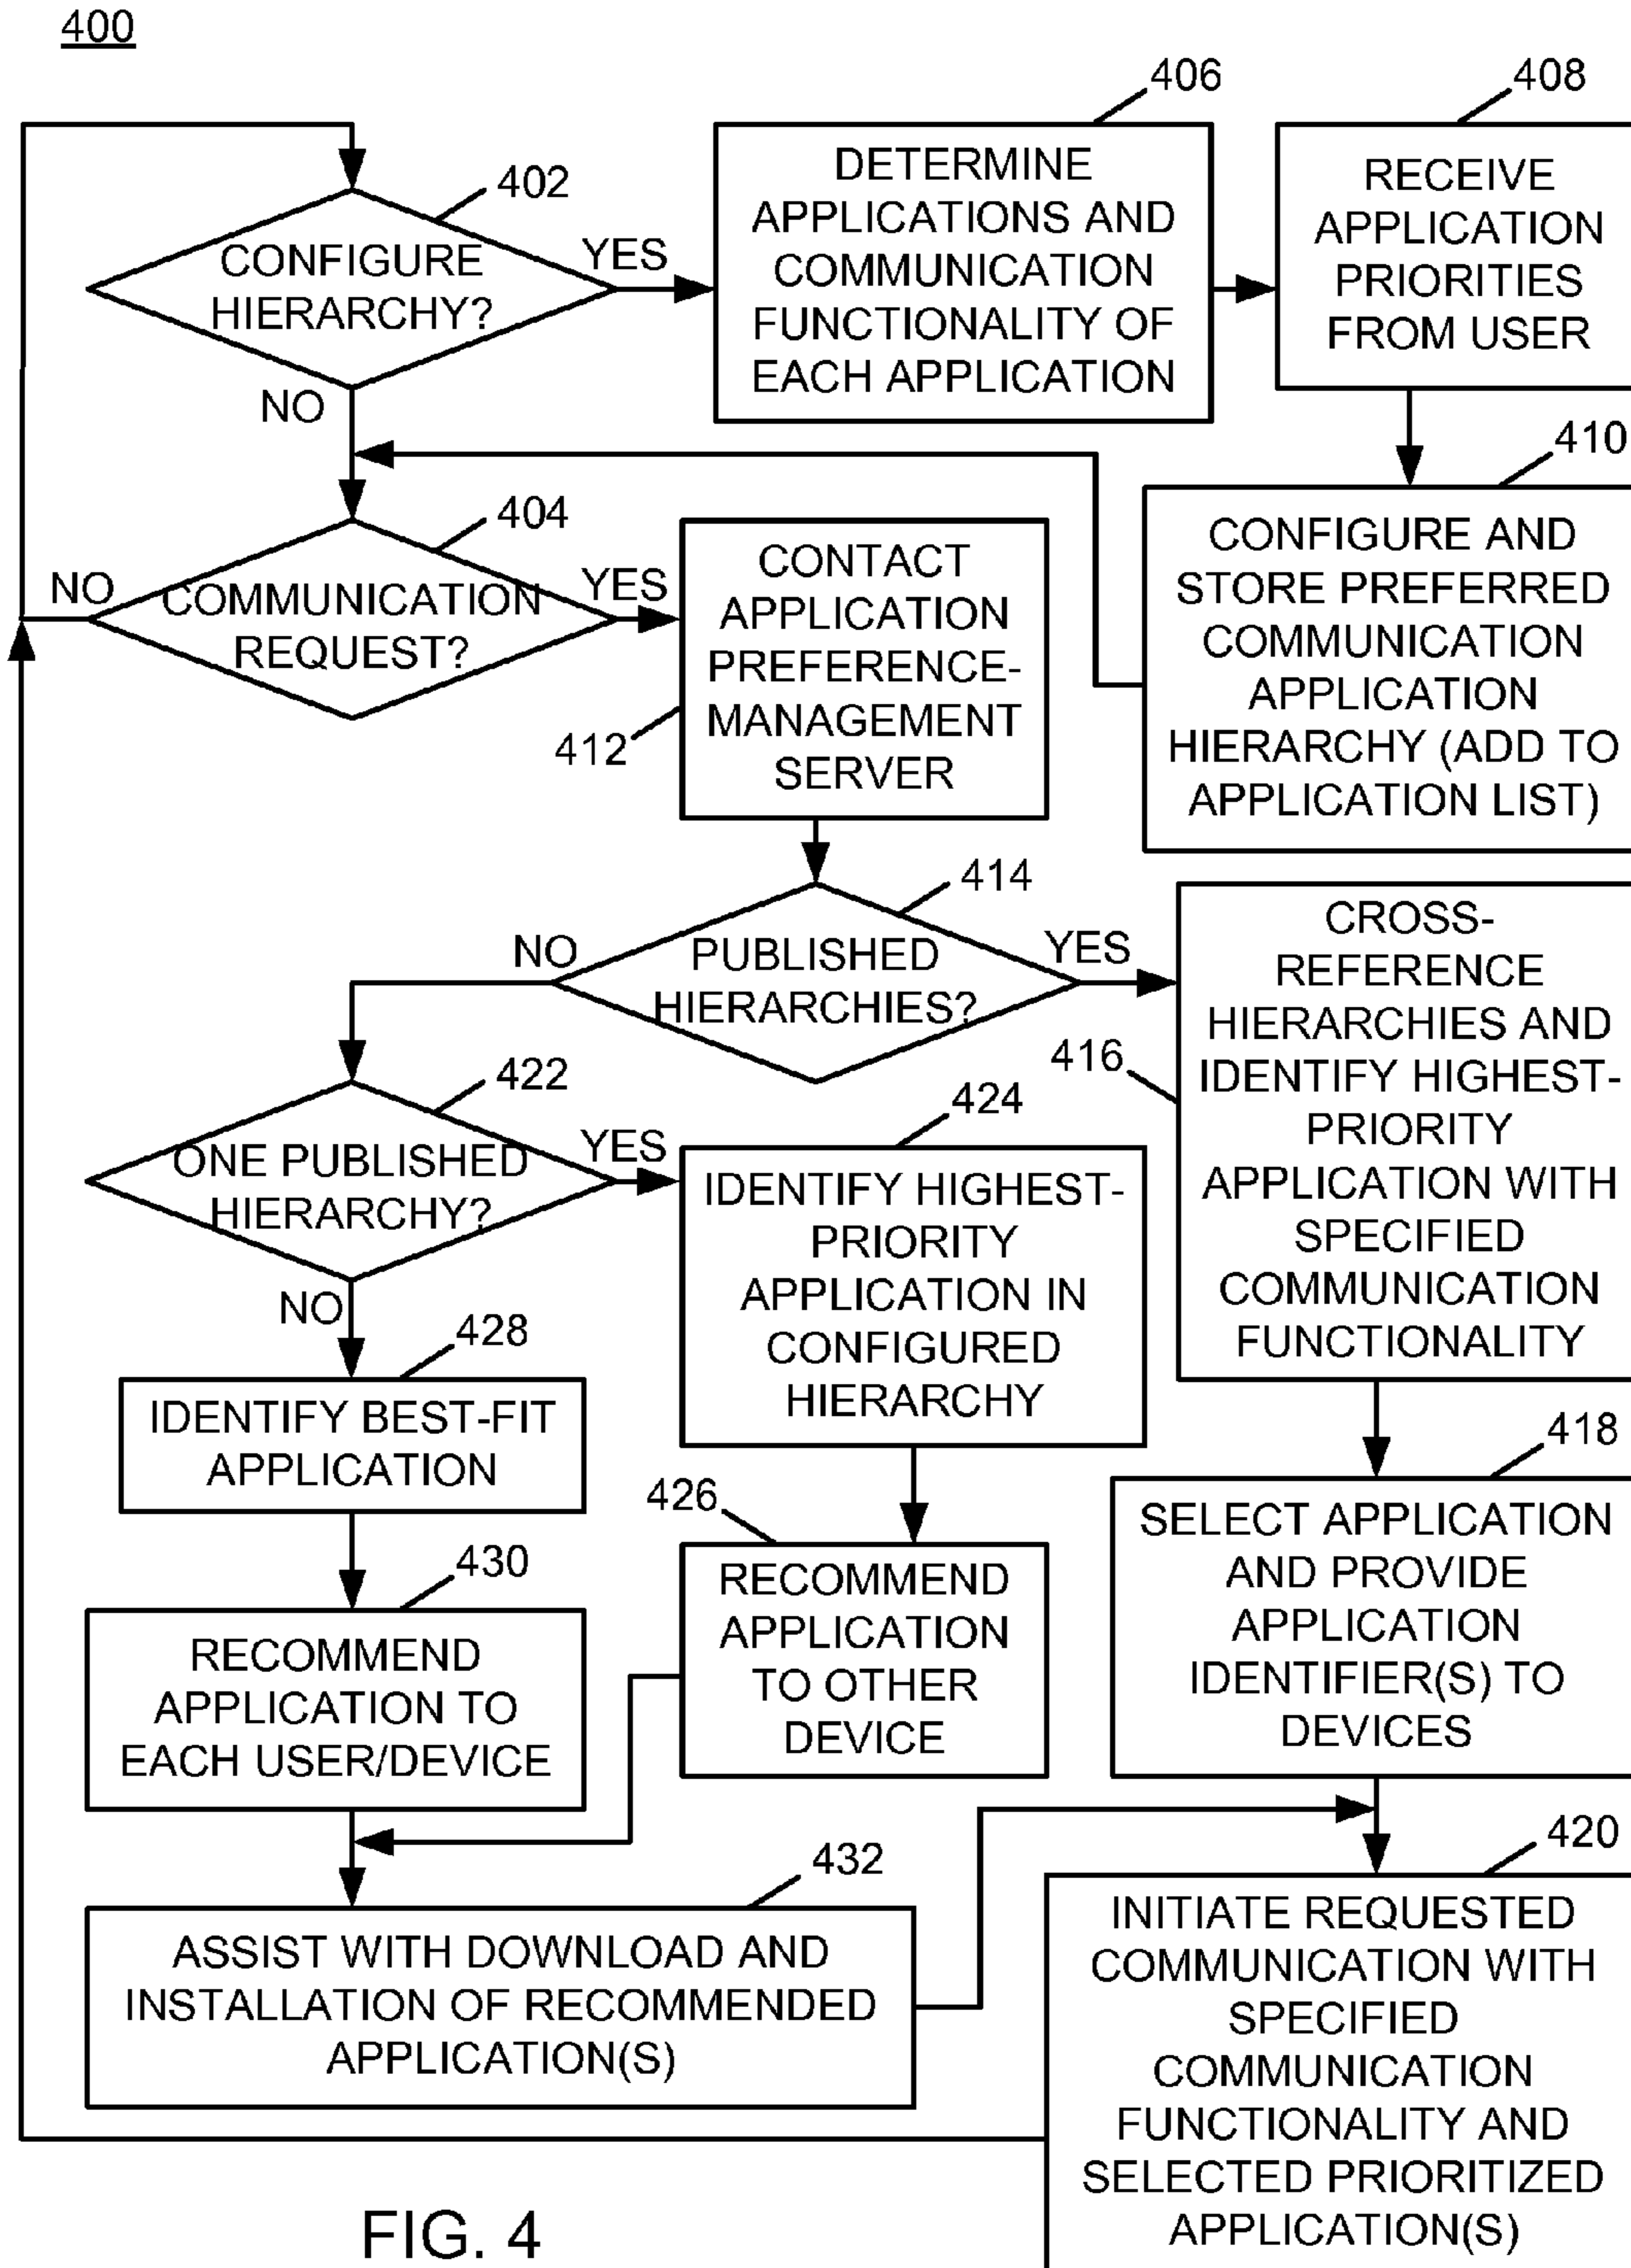 400
406
408
402
CONFIGURE
HIERARCHY?
YES
NO
DETERMINE
APPLICATIONS AND
COMMUNICATION
FUNCTIONALITY OF
EACH APPLICATION
RECEIVE
APPLICATION
PRIORITIES
FROM USER
410
404
NO
COMMUNICATION
REQUEST?
YES
CONTACT
APPLICATION
PREFERENCE-
MANAGEMENT
SERVER
412
CONFIGURE AND
STORE PREFERRED
COMMUNICATION
APPLICATION
HIERARCHY (ADD TO
APPLICATION LIST)
414
NO
PUBLISHED
HIERARCHIES?
YES
416
CROSS-
REFERENCE
HIERARCHIES AND
IDENTIFY HIGHEST-
PRIORITY
APPLICATION WITH
SPECIFIED
COMMUNICATION
FUNCTIONALITY
422
ONE PUBLISHED
HIERARCHY?
YES
NO
424
IDENTIFY HIGHEST-
PRIORITY
APPLICATION IN
CONFIGURED
HIERARCHY
428
IDENTIFY BEST-FIT
APPLICATION
418
SELECT APPLICATION
AND PROVIDE
APPLICATION
IDENTIFIER(S) TO
DEVICES
426
RECOMMEND
APPLICATION
TO OTHER
DEVICE
430
RECOMMEND
APPLICATION TO
EACH USER/DEVICE
432
ASSIST WITH DOWNLOAD AND
INSTALLATION OF RECOMMENDED
APPLICATION(S)
420
INITIATE REQUESTED
COMMUNICATION WITH
SPECIFIED
COMMUNICATION
FUNCTIONALITY AND
SELECTED PRIORITIZED
APPLICATION(S)
FIG. 4